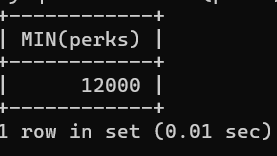 +------------+
| MIN(perks) |
+------------+
|      12000 |
+------------+
1 row in set (0.01 sec)